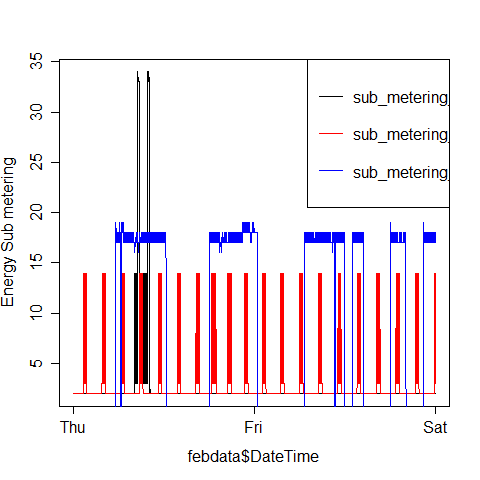 35
30
25
20
15
10
5
Energy Sub metering
sub_metering_
sub_metering_
sub_metering_
Thu
Fri
Sat
febdata$DateTime